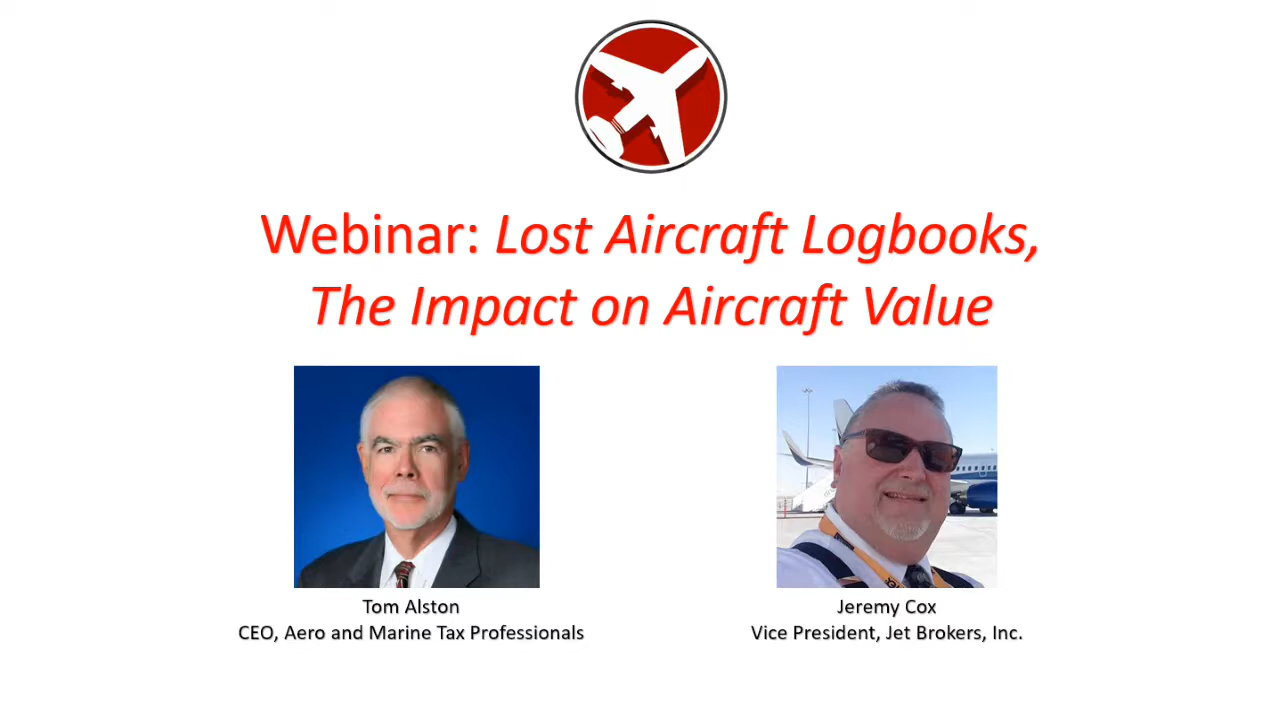 Webinar: Lost Aircraft Logbooks,
The Impact on Aircraft Value
Tom Alston
CEO, Aero and Marine Tax Professionals
Jeremy Cox
Vice President, Jet Brokers, Inc.